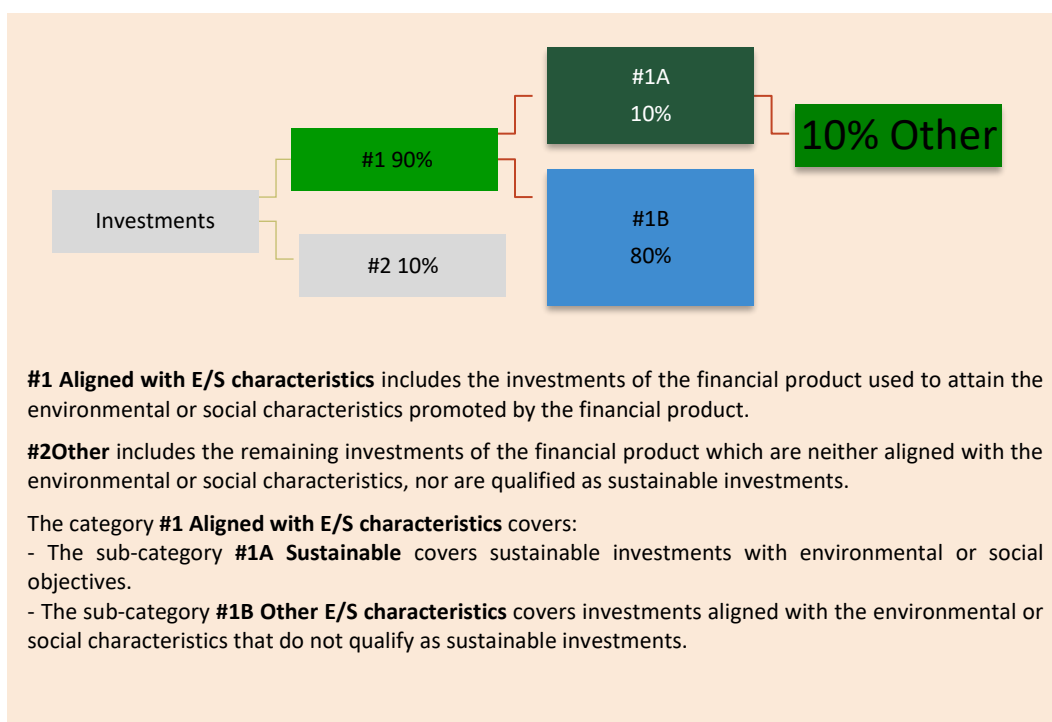 #1A
10%
10% Other
#1 90%
Investments
#1B
80%
#2 10%
#1 Aligned with E/S characteristics includes the investments of the financial product used to attain the
environmental or social characteristics promoted by the financial product.
#2Other includes the remaining investments of the financial product which are neither aligned with the
environmental or social characteristics, nor are qualified as sustainable investments.
The category #1 Aligned with E/S characteristics covers:
- The sub-category #1A Sustainable covers sustainable investments with environmental or social
objectives.
- The sub-category #1B Other E/S characteristics covers investments aligned with the environmental or
social characteristics that do not qualify as sustainable investments.